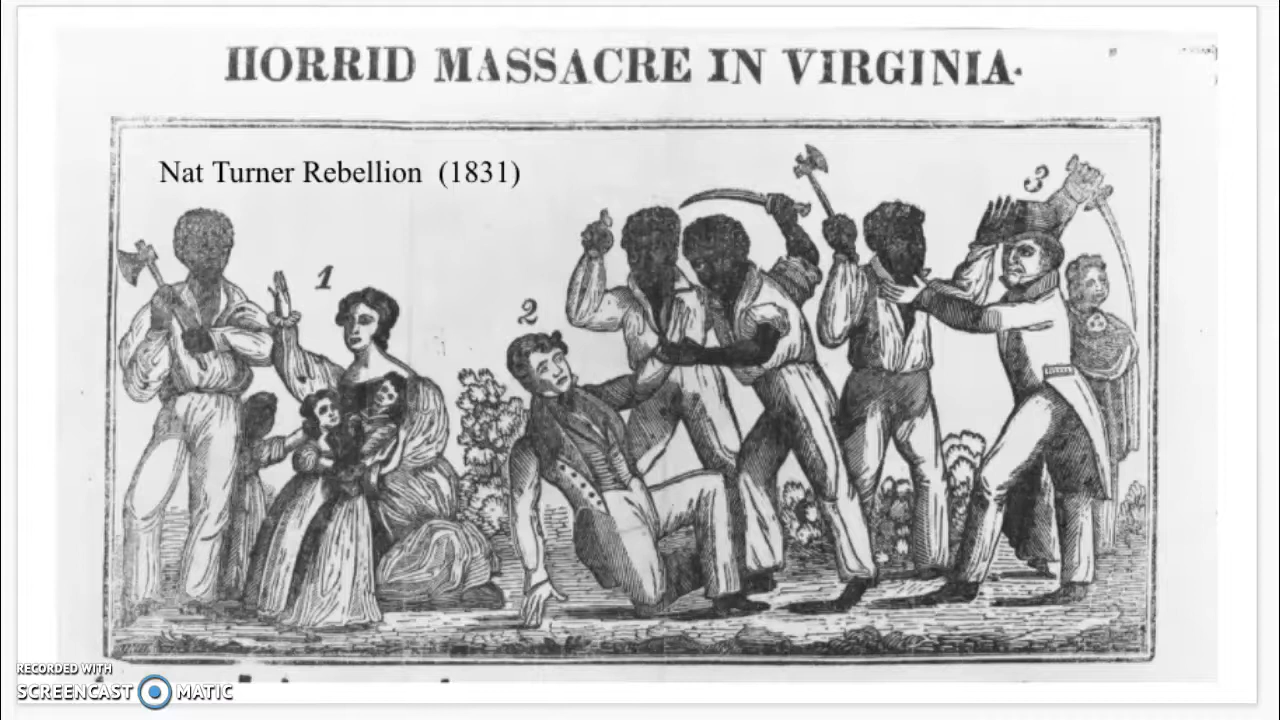 HORRID MASSACRE IN VIRGINIA.
Nat Turner Rebellion (1831)
1
2
3
RECORDED WITH
SCREENCAST MATIC